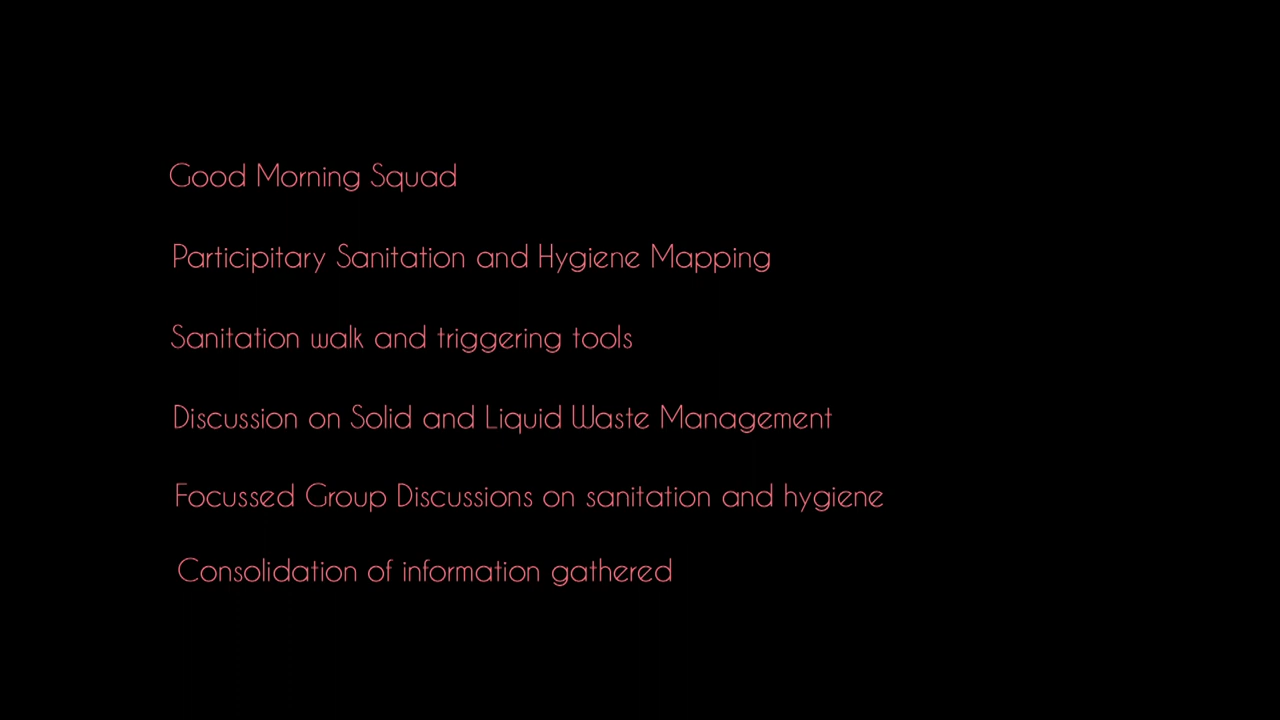 Good Morning Squad
Participitary Sanitation and Hygiene Mapping
Sanitation walk and triggering tools
Discussion on Solid and Liquid Waste Management
Focussed Group Discussions on sanitation and hygiene
Consolidation of information gathered